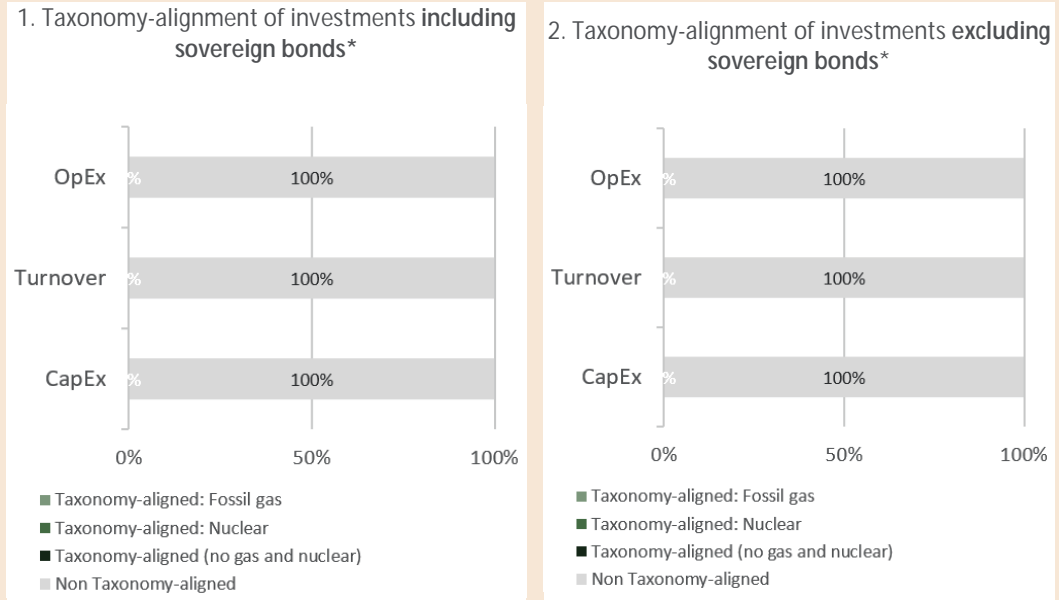 1. Taxonomy-alignment of investments including
sovereign bonds*
OpEx
%
100%
Turnover
%
100%
CapEx
%
100%
0%
50%
100%
Taxonomy-aligned: Fossil gas
Taxonomy-aligned: Nuclear
Taxonomy-aligned (no gas and nuclear)
Non Taxonomy-aligned
2. Taxonomy-alignment of investments excluding
sovereign bonds*
OpEx
%
100%
Turnover
%
100%
CapEx
%
100%
0%
50%
100%
Taxonomy-aligned: Fossil gas
Taxonomy-aligned: Nuclear
Taxonomy-aligned (no gas and nuclear)
Non Taxonomy-aligned